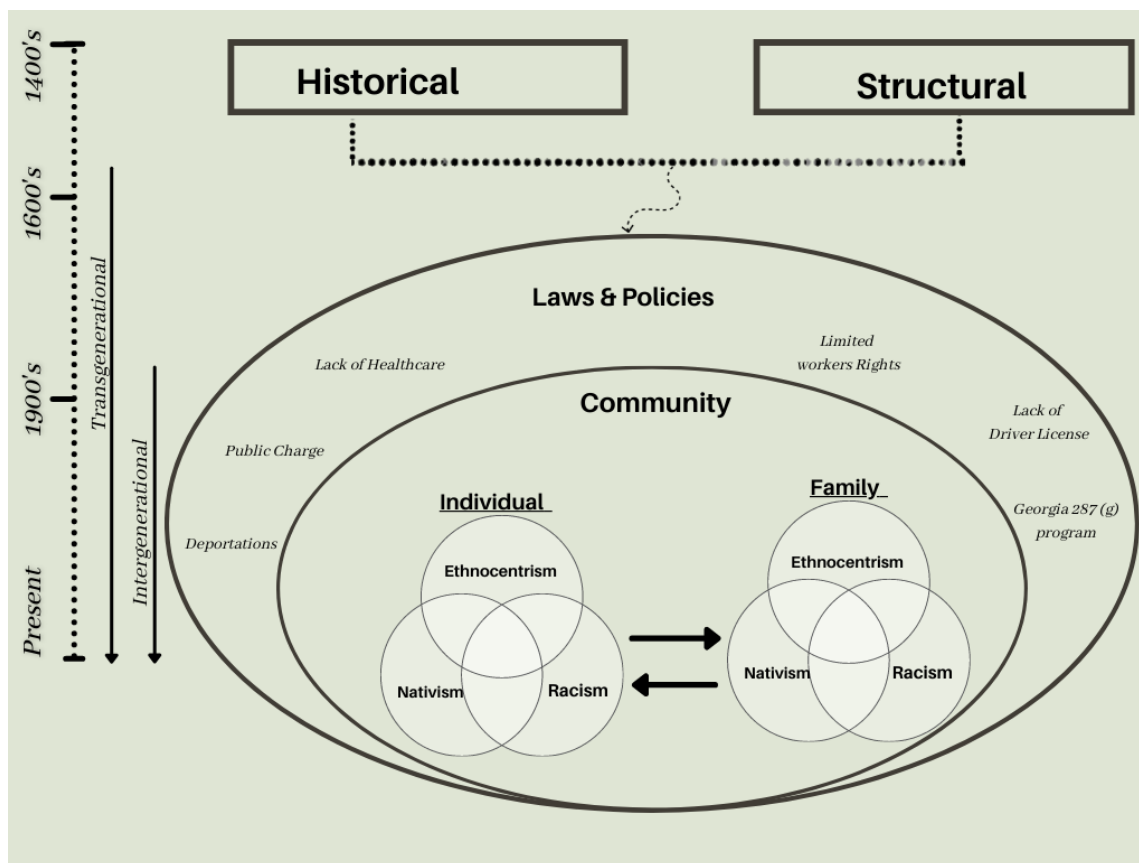 1400's
1600's
1900's
Present
Transgenerational
Intergenerational
Historical
Structural
Laws & Policies
Lack of Healthcare
Limited
workers Rights
Public Charge
Lack of
Driver License
Deportations
Georgia 287 (g)
program
Community
Individual
Ethnocentrism
Nativism
Racism
Family
Ethnocentrism
Nativism
Racism